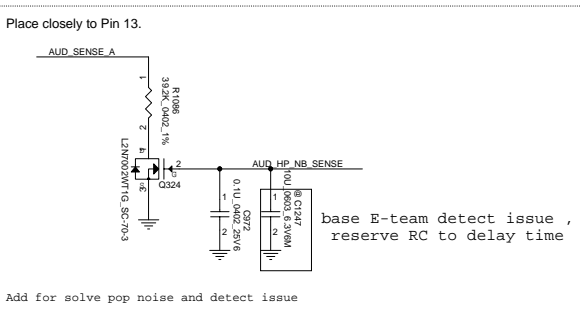 Place closely to Pin 13.
AUD_SENSE_A
1
R1086
39.2K_0402_1%
2
L2N7002WT1G_SC-70-3
Q324
2
AUD_HP_NB_SENSE
1
2
C972
0.1U_0402_25V6
1
2
@ C1247
10U_0603_6.3V6M
base E-team detect issue ,
reserve RC to delay time
Add for solve pop noise and detect issue